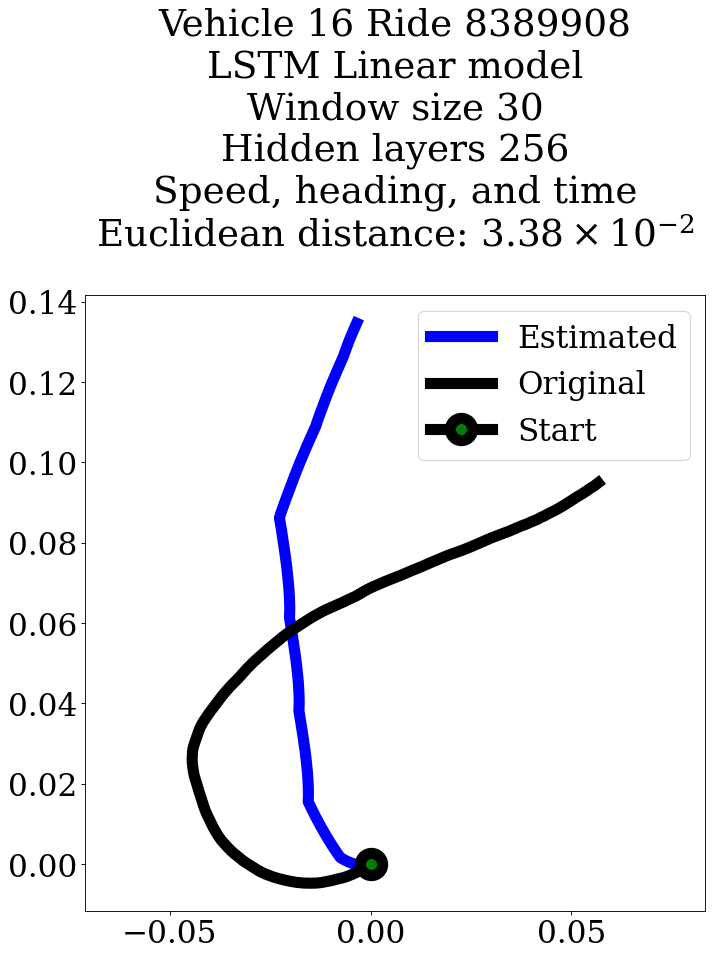 Vehicle 16 Ride 8389908
LSTM Linear model
Window size 30
Hidden layers 256
Speed, heading, and time
Euclidean distance: 3.38 × 10⁻²
0.14
0.12
0.10
0.08
0.06
0.04
0.02
0.00
Estimated
Original
Start
−0.05
0.00
0.05